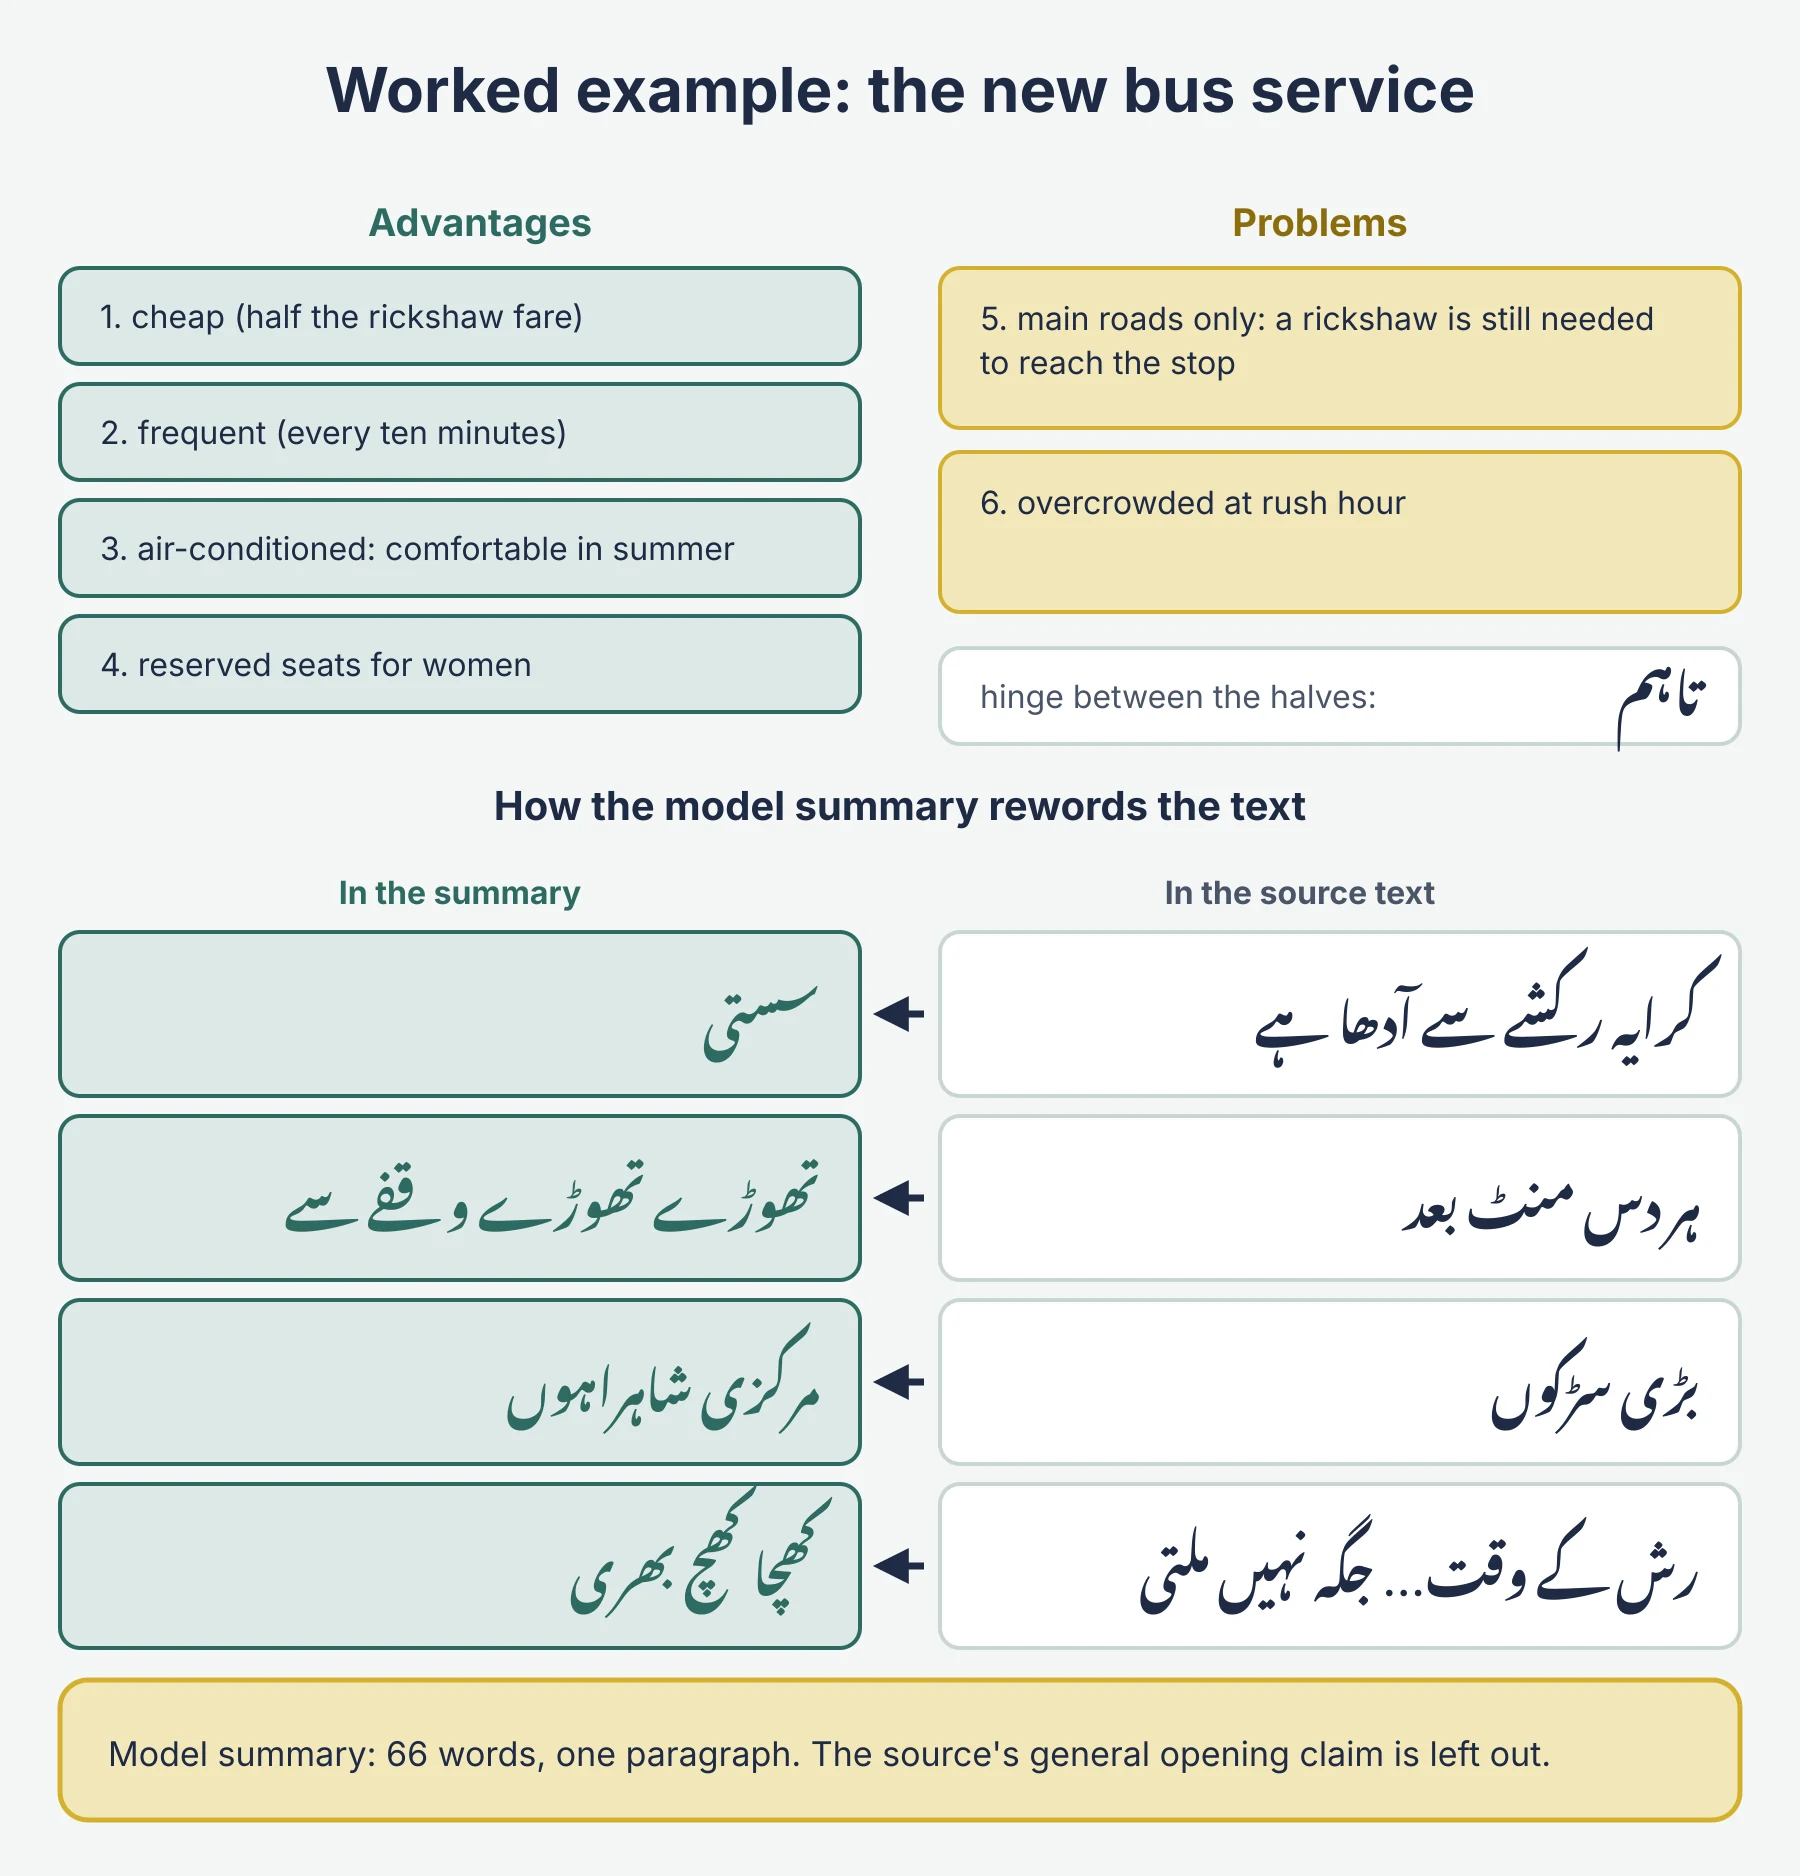 Worked example: the new bus service
Advantages
1. cheap (half the rickshaw fare)
2. frequent (every ten minutes)
3. air-conditioned: comfortable in summer
4. reserved seats for women
Problems
5. main roads only: a rickshaw is still needed
to reach the stop
6. overcrowded at rush hour
hinge between the halves: تاہم
How the model summary rewords the text
In the summary
In the source text
کرایہ رکشے سے آدھا ہے
سستی
ہر دس منٹ بعد
تھوڑے تھوڑے وقفے سے
بڑی سڑکوں
مرکزی شاہراہوں
رش کے وقت... جگہ نہیں ملتی
کھچا کھچ بھری
Model summary: 66 words, one paragraph. The source's general opening claim is left out.